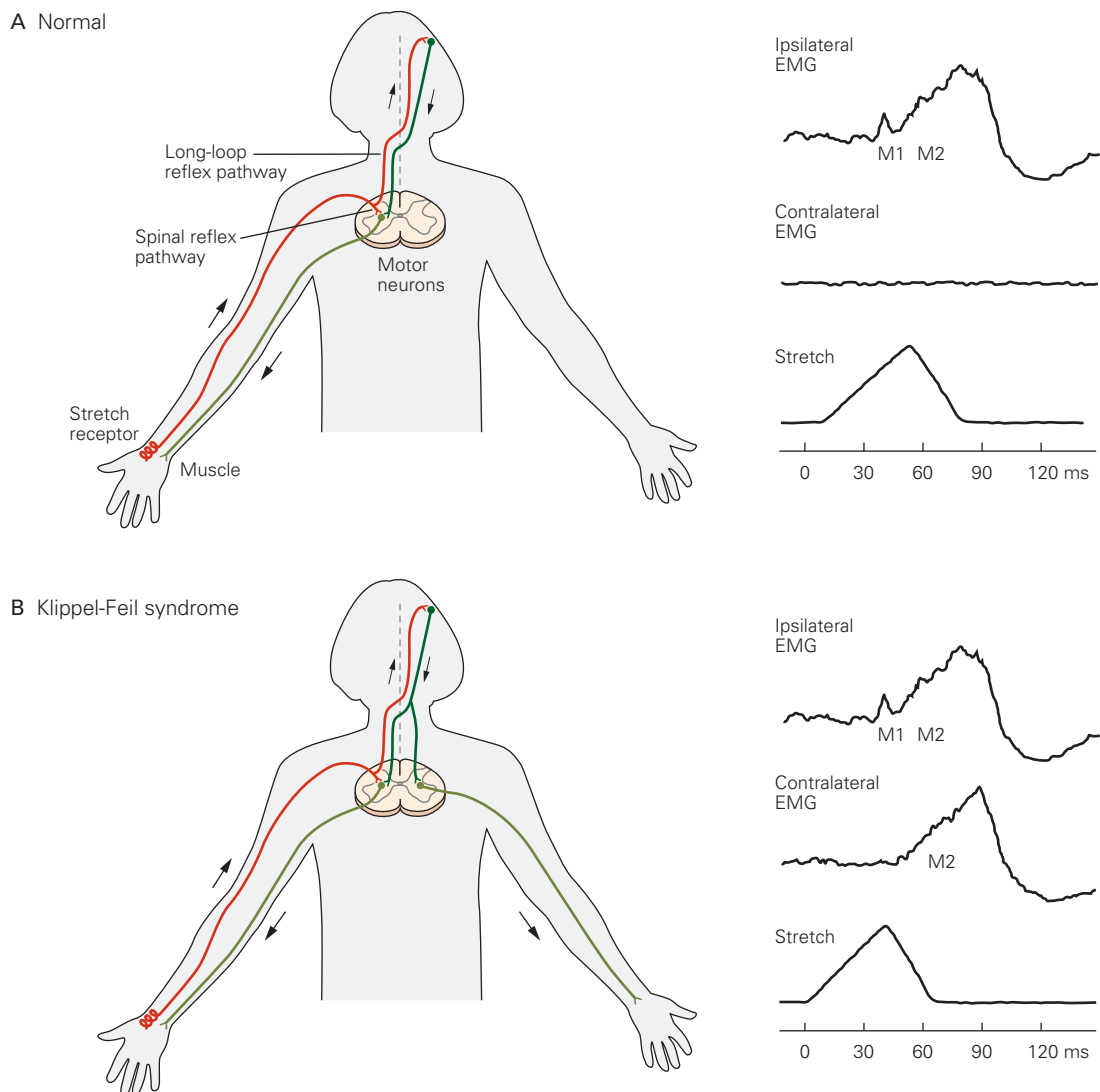 A Normal
Long-loop
reflex pathway
Spinal reflex
pathway
Motor
neurons
Stretch
receptor
Muscle
Ipsilateral
EMG
M1 M2
Contralateral
EMG
Stretch
0 30 60 90 120 ms
B Klippel-Feil syndrome
Ipsilateral
EMG
M1 M2
Contralateral
EMG
M2
Stretch
0 30 60 90 120 ms